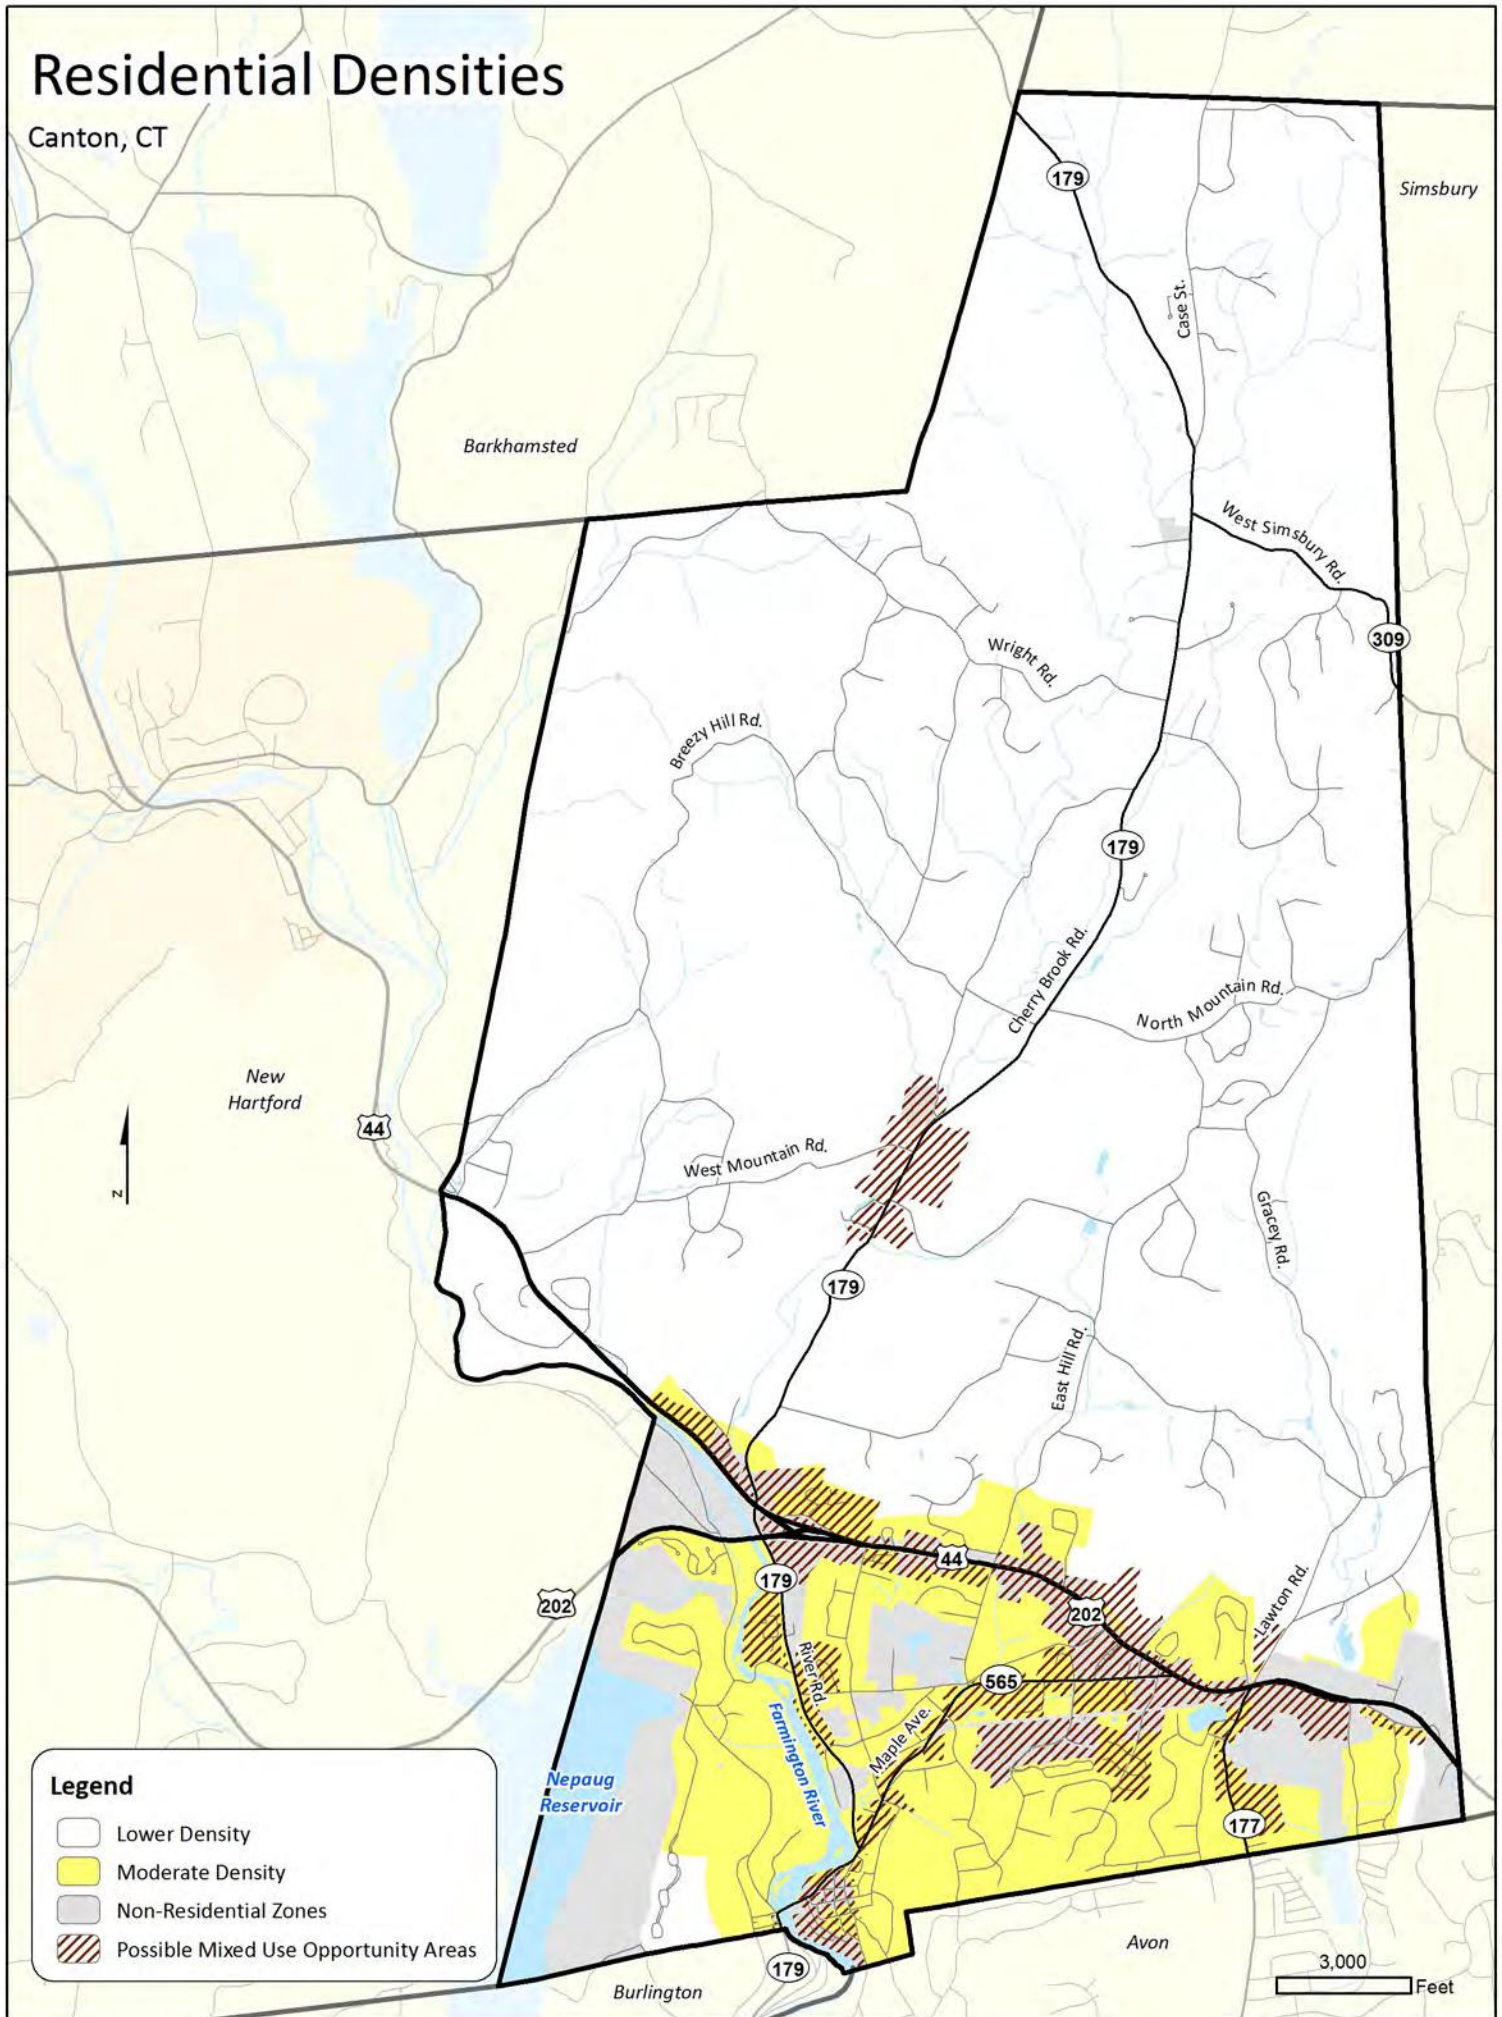 Residential Densities
Canton, CT
179
Simsbury
Case St.
Barkhamsted
West Simsbury Rd.
309
Wright Rd.
Breezy Hill Rd.
179
Cherry Brook Rd.
North Mountain Rd.
New
Hartford
44
West Mountain Rd.
N
Gracey Rd.
179
East Hill Rd.
44
179
202
202
Lawton Rd.
River Rd.
565
Maple Ave.
Farmington River
Nepaug
Reservoir
177
Legend
Lower Density
Moderate Density
Non-Residential Zones
Possible Mixed Use Opportunity Areas
Avon
179
Burlington
3,000
Feet